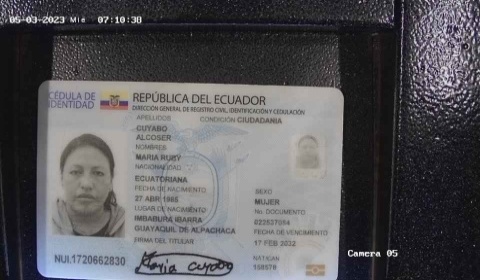 05-03-2023 Mié 07:10:38
CÉDULA DE IDENTIDAD
REPÚBLICA DEL ECUADOR
DIRECCIÓN GENERAL DE REGISTRO CIVIL, IDENTIFICACIÓN Y CEDULACIÓN
APELLIDOS
CONDICIÓN CIUDADANIA
CUYABO
ALCOSER
NOMBRES
MARIA RUBY
NACIONALIDAD
ECUATORIANA
FECHA DE NACIMIENTO
27 ABR 1985
LUGAR DE NACIMIENTO
IMBABURA IBARRA
GUAYAQUIL DE ALPACHACA
FIRMA DEL TITULAR
SEXO
MUJER
No. DOCUMENTO
022637054
FECHA DE VENCIMIENTO
17 FEB 2032
NAT/CAN
NUI.1720662830
Maria Cuyabo
Camera 05